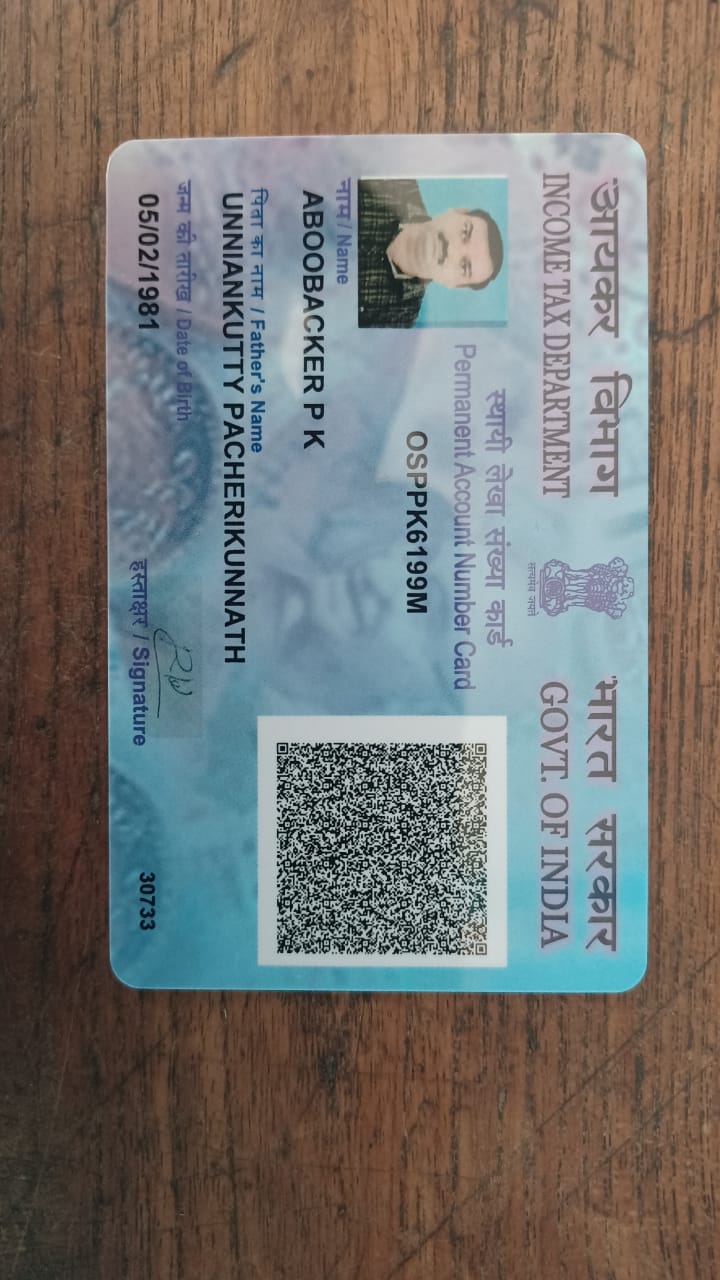 आयकर विभाग
INCOME TAX DEPARTMENT
सत्यमेव जयते
भारत सरकार
GOVT. OF INDIA
स्थायी लेखा संख्या कार्ड
Permanent Account Number Card
OSPPK6199M
नाम / Name
ABOOBACKER P K
पिता का नाम / Father's Name
UNNIANKUTTY PACHERIKUNNATH
जन्म की तारीख / Date of Birth
05/02/1981
हस्ताक्षर / Signature
30733